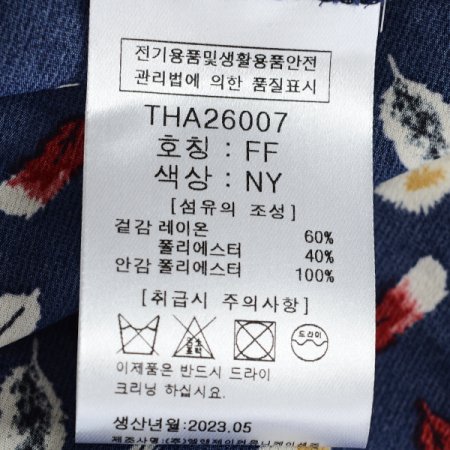 전기용품및생활용품안전
관리법에 의한 품질표시
THA26007
호칭 : FF
색상 : NY
[섬유의 조성]
겉감 레이온 60%
폴리에스터 40%
안감 폴리에스터 100%
[취급시 주의사항]
드라이
이제품은 반드시 드라이
크리닝 하십시요.
생산년월:2023.05
제조사:(주)